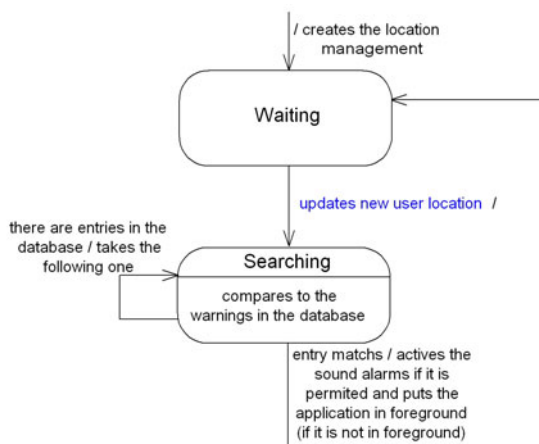 / creates the location
management
Waiting
updates new user location /
there are entries in the
database / takes the
following one
Searching
compares to the
warnings in the database
entry matchs / actives the
sound alarms if it is
permited and puts the
application in foreground
(if it is not in foreground)